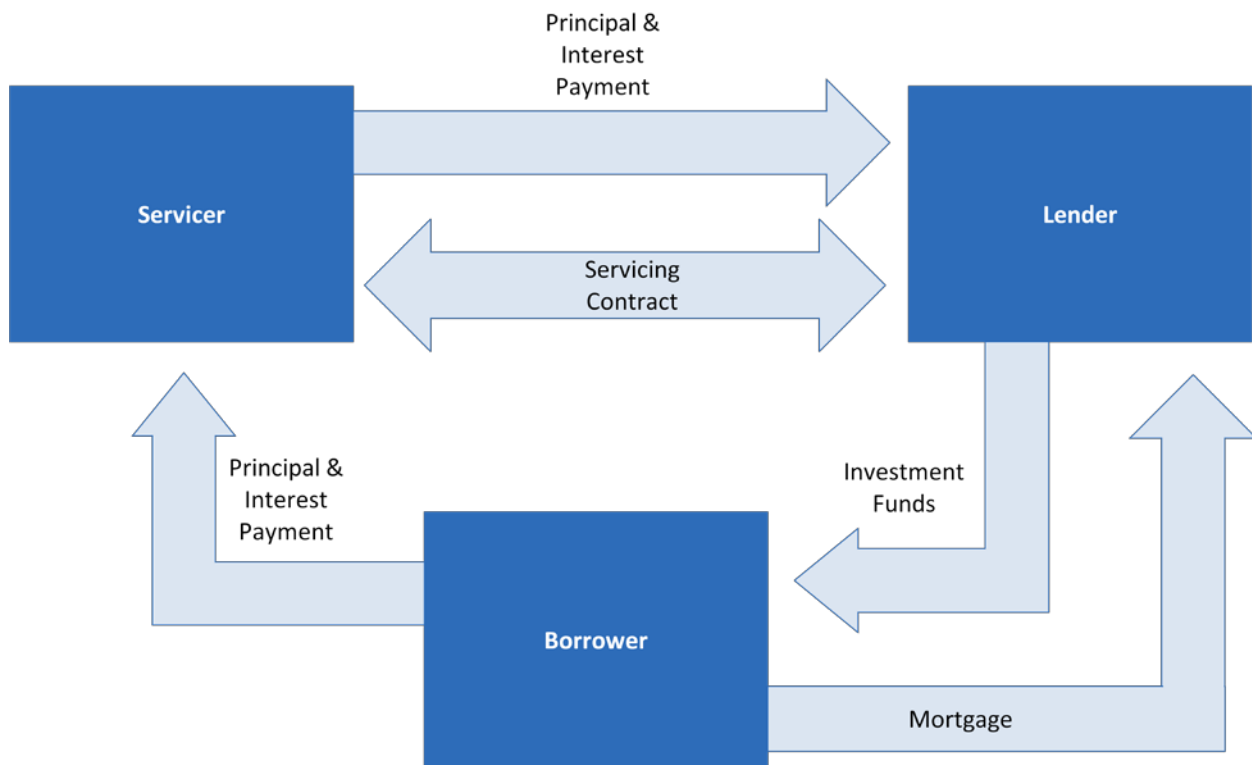 Principal &
Interest
Payment
Servicer
Lender
Servicing
Contract
Principal &
Interest
Payment
Investment
Funds
Borrower
Mortgage